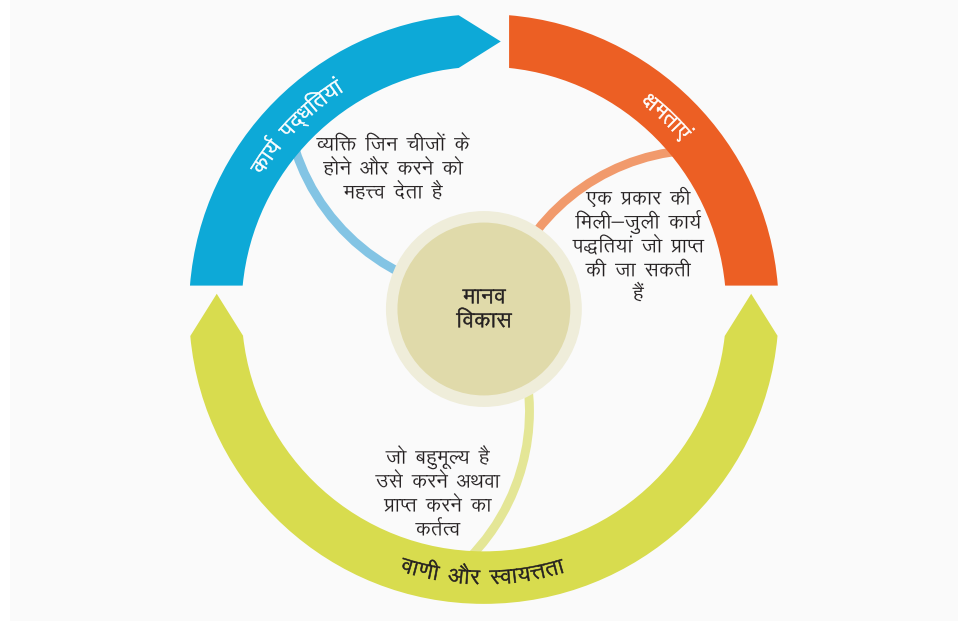 कार्य पद्धतियां
व्यक्ति जिन चीजों के
होने और करने को
महत्त्व देता है
क्षमताएं
एक प्रकार की
मिली–जुली कार्य
पद्धतियां जो प्राप्त
की जा सकती
हैं
मानव
विकास
जो बहुमूल्य है
उसे करने अथवा
प्राप्त करने का
कर्तत्व
वाणी और स्वायत्तता